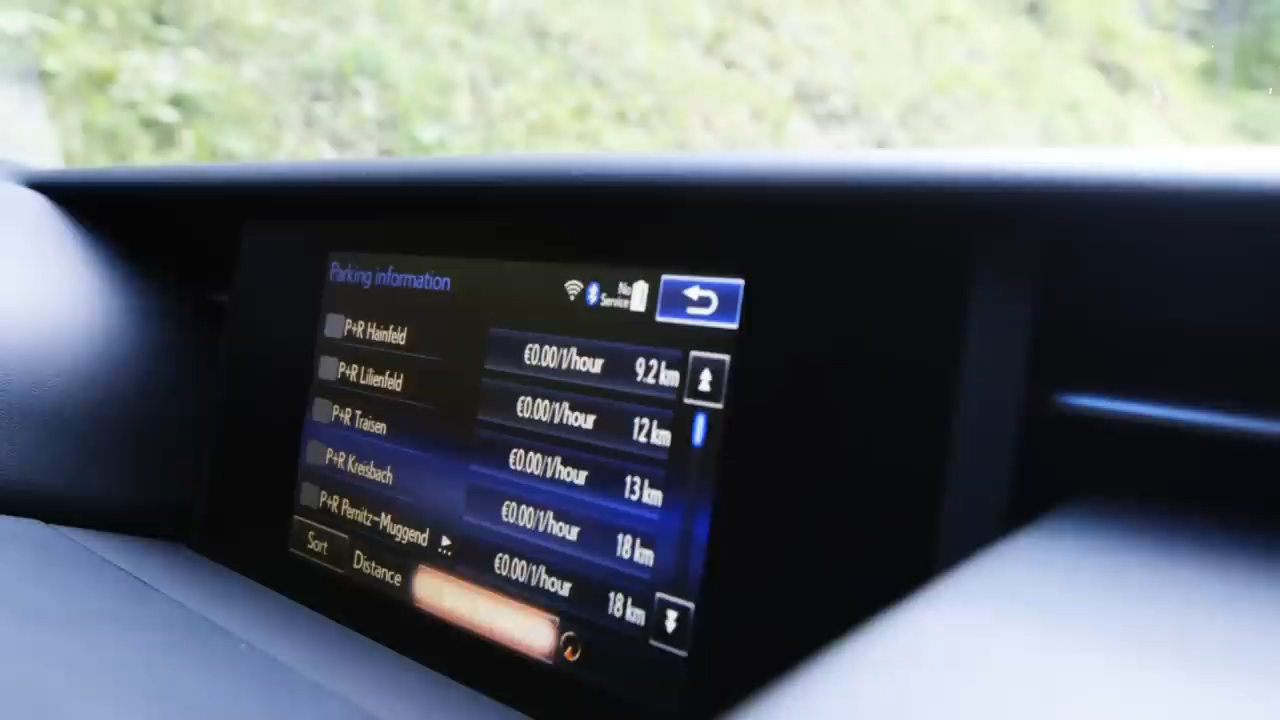 Parking information
No
Service
P+R Hainfeld €0.00/1/hour 9.2 km
P+R Lilienfeld €0.00/1/hour 12 km
P+R Traisen €0.00/1/hour 13 km
P+R Kreisbach €0.00/1/hour 18 km
P+R Pernitz-Muggend €0.00/1/hour 18 km
Sort Distance